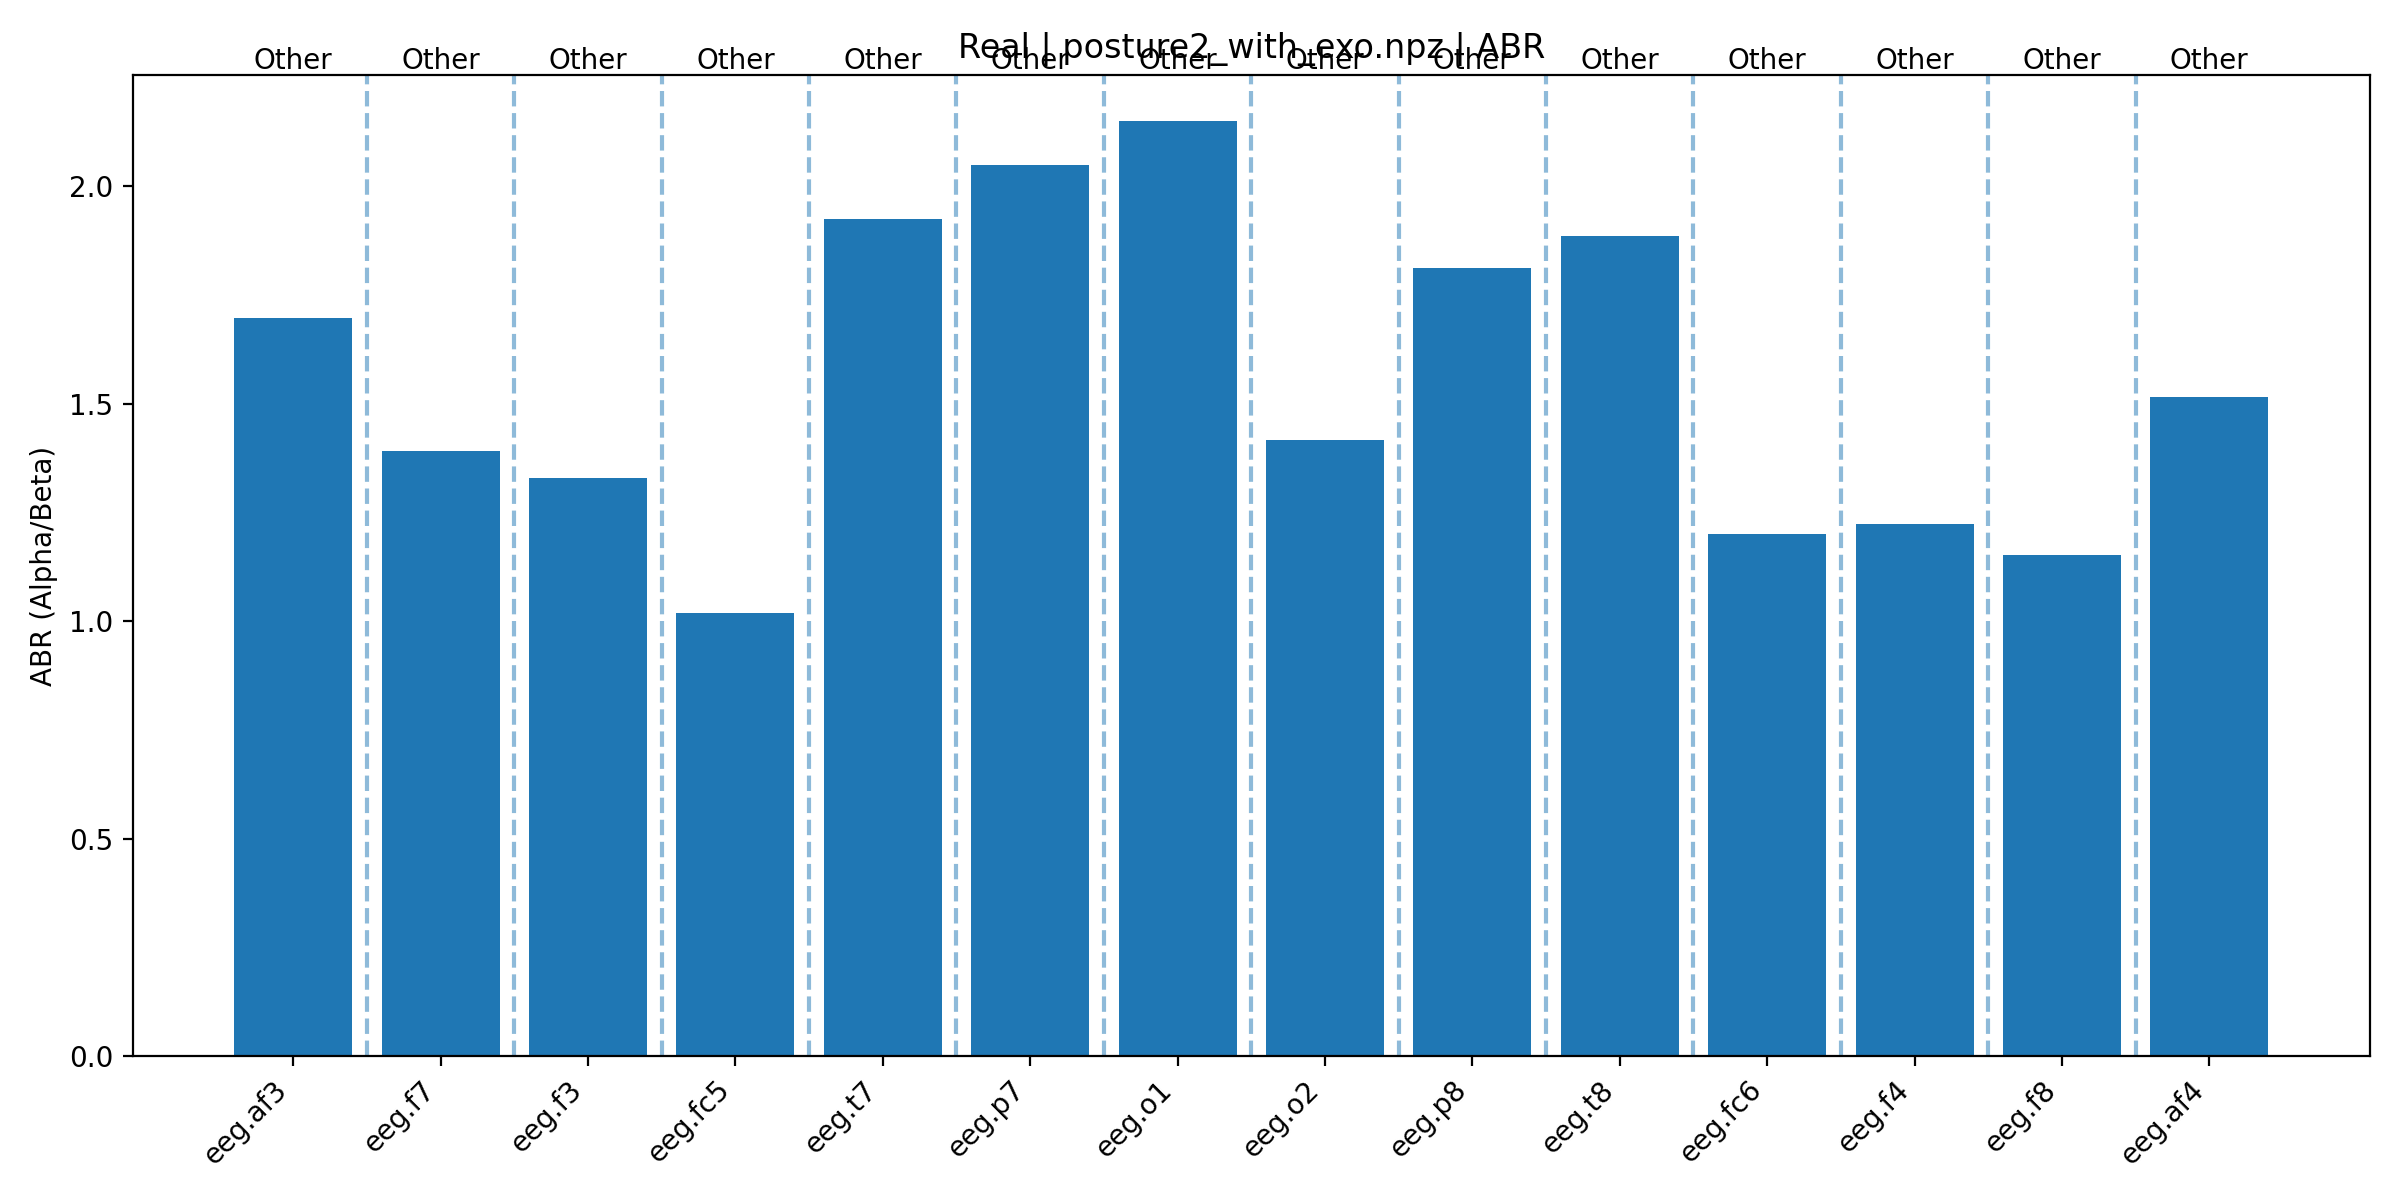 Real | posture2_with_exo.npz | ABR
Other Other Other Other Other Other Other Other Other Other Other Other Other Other
ABR (Alpha/Beta)
2.0
1.5
1.0
0.5
0.0
eeg.af3 eeg.f7 eeg.f3 eeg.fc5 eeg.t7 eeg.p7 eeg.o1 eeg.o2 eeg.p8 eeg.t8 eeg.fc6 eeg.f4 eeg.f8 eeg.af4